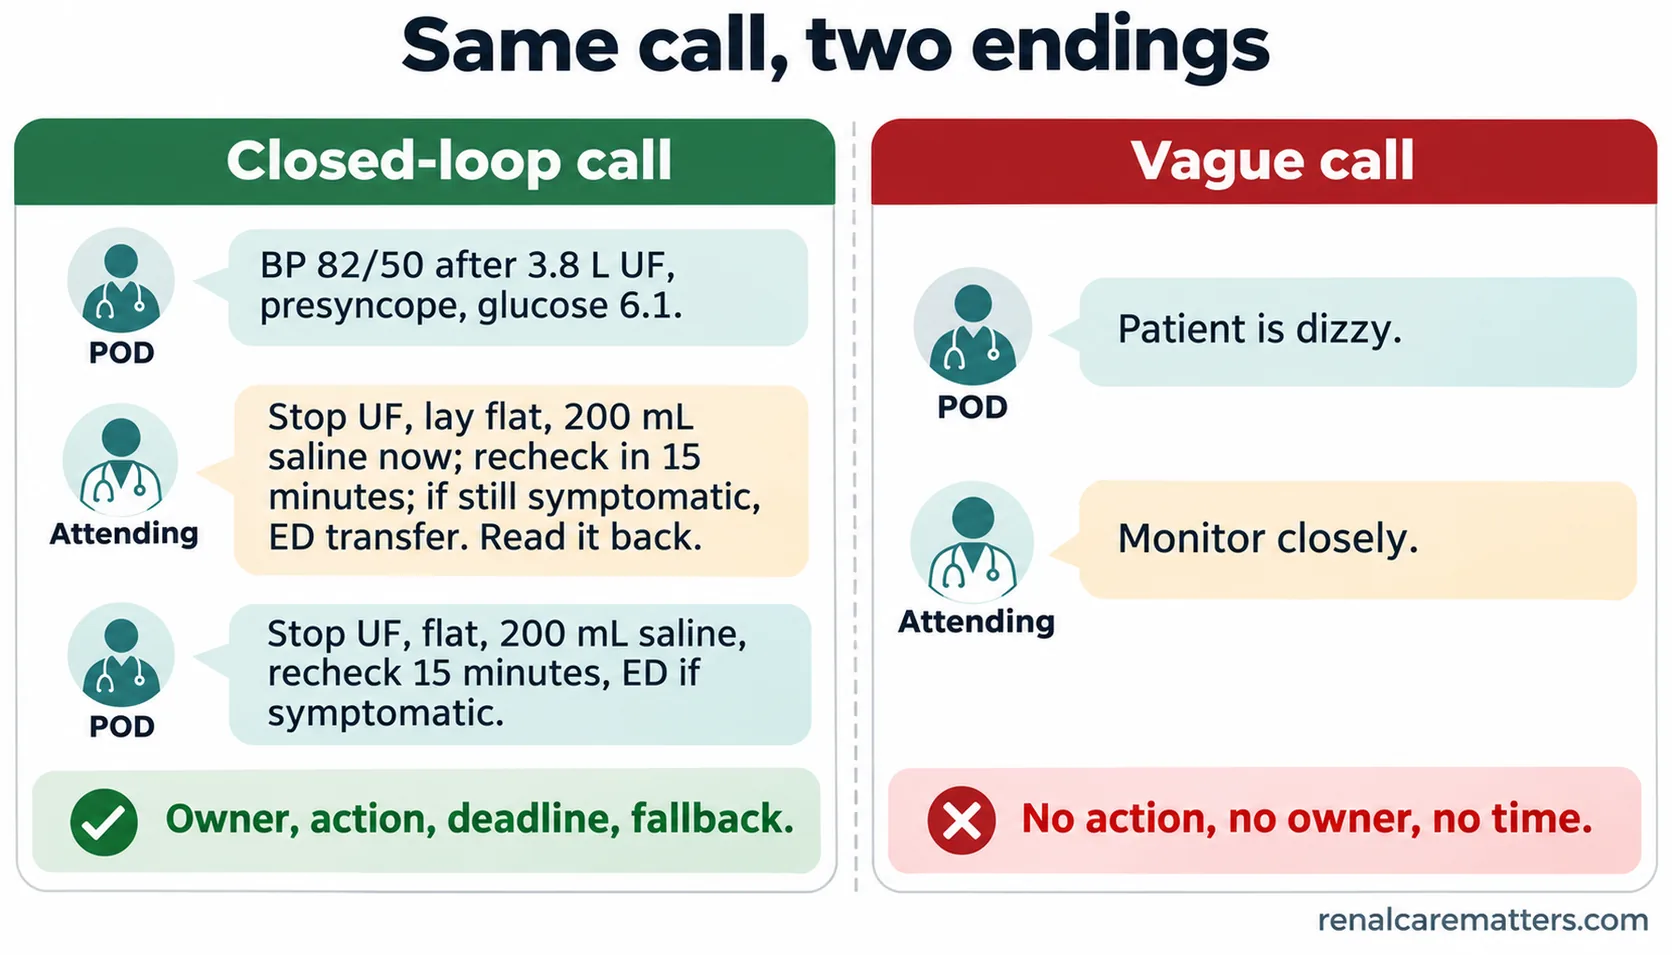 Same call, two endings
Closed-loop call
BP 82/50 after 3.8 L UF,
presyncope, glucose 6.1.
POD
Stop UF, lay flat, 200 mL
saline now; recheck in 15
minutes; if still symptomatic,
ED transfer. Read it back.
Attending
Stop UF, flat, 200 mL saline,
recheck 15 minutes, ED if
symptomatic.
POD
Owner, action, deadline, fallback.
Vague call
Patient is dizzy.
POD
Monitor closely.
Attending
No action, no owner, no time.
renalcarematters.com